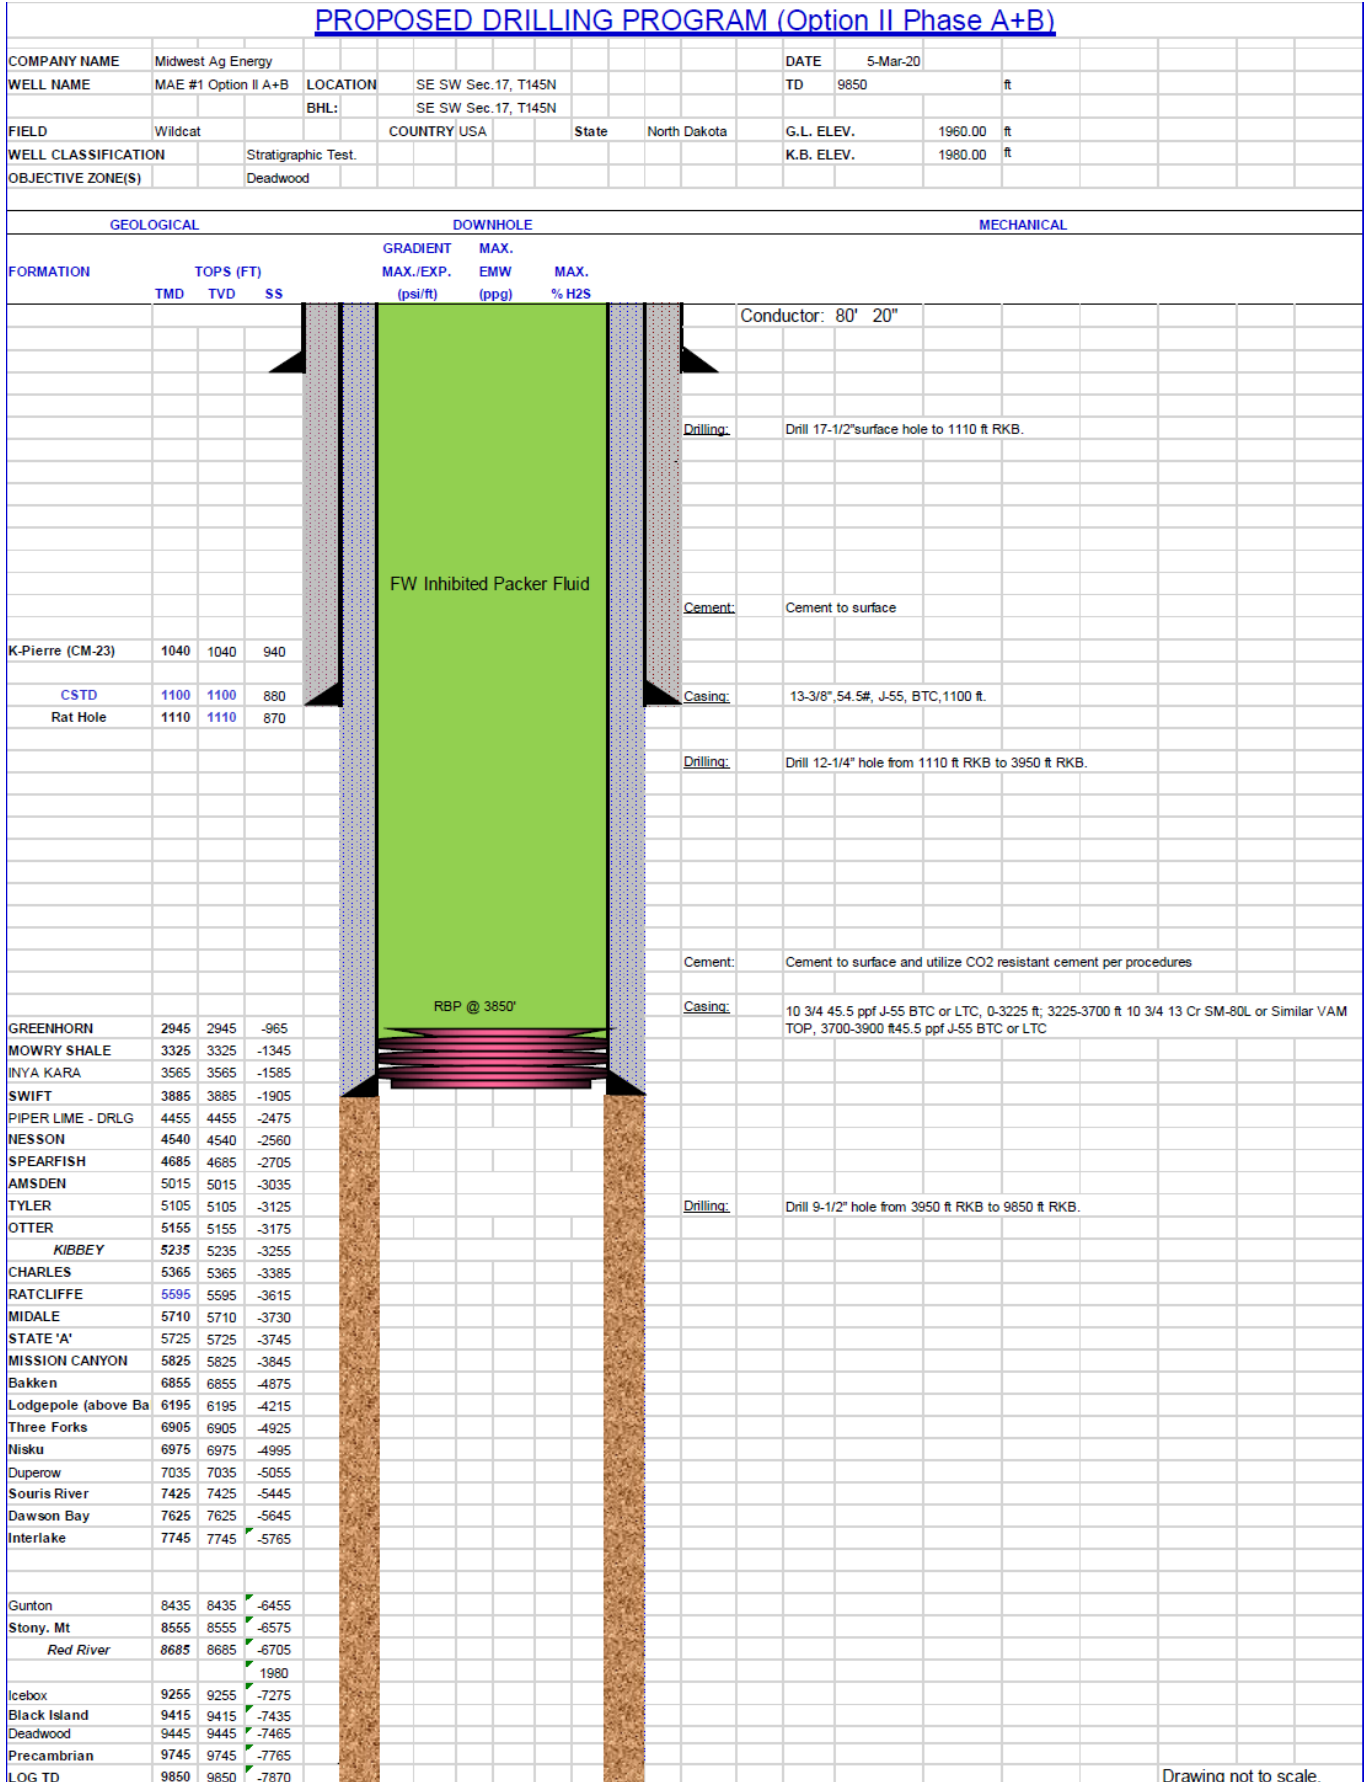 PROPOSED DRILLING PROGRAM (Option II Phase A+B)
COMPANY NAME Midwest Ag Energy DATE 5-Mar-20
WELL NAME MAE #1 Option II A+B LOCATION SE SW Sec.17, T145N TD 9850 ft
BHL: SE SW Sec.17, T145N
FIELD Wildcat COUNTRY USA State North Dakota G.L. ELEV. 1960.00 ft
WELL CLASSIFICATION Stratigraphic Test. K.B. ELEV. 1980.00 ft
OBJECTIVE ZONE(S) Deadwood
GEOLOGICAL DOWNHOLE MECHANICAL
GRADIENT MAX.
FORMATION TOPS (FT) MAX./EXP. EMW MAX.
TMD TVD SS (psi/ft) (ppg) % H2S
Conductor: 80' 20"
Drilling: Drill 17-1/2"surface hole to 1110 ft RKB.
FW Inhibited Packer Fluid
Cement: Cement to surface
K-Pierre (CM-23) 1040 1040 940
CSTD 1100 1100 880 Casing: 13-3/8",54.5#, J-55, BTC,1100 ft.
Rat Hole 1110 1110 870
Drilling: Drill 12-1/4" hole from 1110 ft RKB to 3950 ft RKB.
Cement: Cement to surface and utilize CO2 resistant cement per procedures
RBP @ 3850' Casing: 10 3/4 45.5 ppf J-55 BTC or LTC, 0-3225 ft; 3225-3700 ft 10 3/4 13 Cr SM-80L or Similar VAM
TOP, 3700-3900 ft45.5 ppf J-55 BTC or LTC
GREENHORN 2945 2945 -965
MOWRY SHALE 3325 3325 -1345
INYA KARA 3565 3565 -1585
SWIFT 3885 3885 -1905
PIPER LIME - DRLG 4455 4455 -2475
NESSON 4540 4540 -2560
SPEARFISH 4685 4685 -2705
AMSDEN 5015 5015 -3035
TYLER 5105 5105 -3125 Drilling: Drill 9-1/2" hole from 3950 ft RKB to 9850 ft RKB.
OTTER 5155 5155 -3175
KIBBEY 5235 5235 -3255
CHARLES 5365 5365 -3385
RATCLIFFE 5595 5595 -3615
MIDALE 5710 5710 -3730
STATE 'A' 5725 5725 -3745
MISSION CANYON 5825 5825 -3845
Bakken 6855 6855 -4875
Lodgepole (above Ba 6195 6195 -4215
Three Forks 6905 6905 -4925
Nisku 6975 6975 -4995
Duperow 7035 7035 -5055
Souris River 7425 7425 -5445
Dawson Bay 7625 7625 -5645
Interlake 7745 7745 -5765
Gunton 8435 8435 -6455
Stony. Mt 8555 8555 -6575
Red River 8685 8685 -6705
1980
Icebox 9255 9255 -7275
Black Island 9415 9415 -7435
Deadwood 9445 9445 -7465
Precambrian 9745 9745 -7765
LOG TD 9850 9850 -7870 Drawing not to scale.